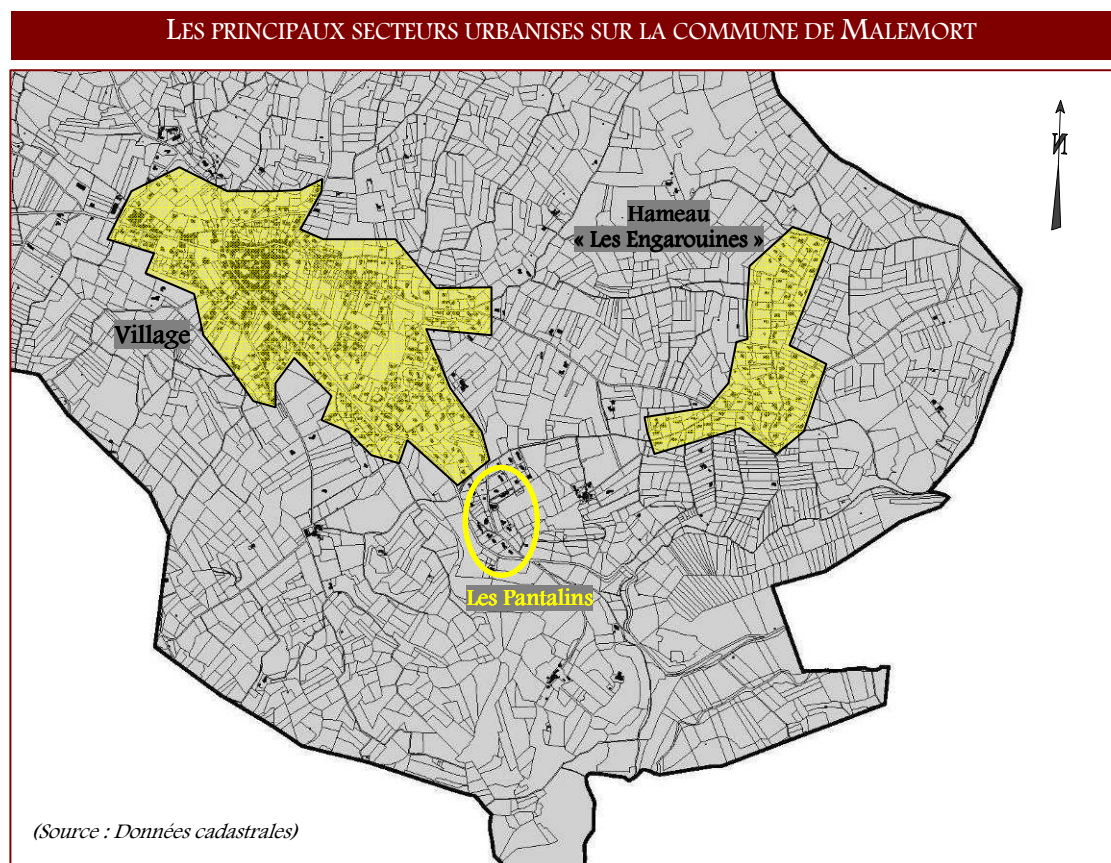 LES PRINCIPAUX SECTEURS URBANISES SUR LA COMMUNE DE MALEMORT
N
Hameau
« Les Engarouines »
Village
Les Pantalins
(Source : Données cadastrales)